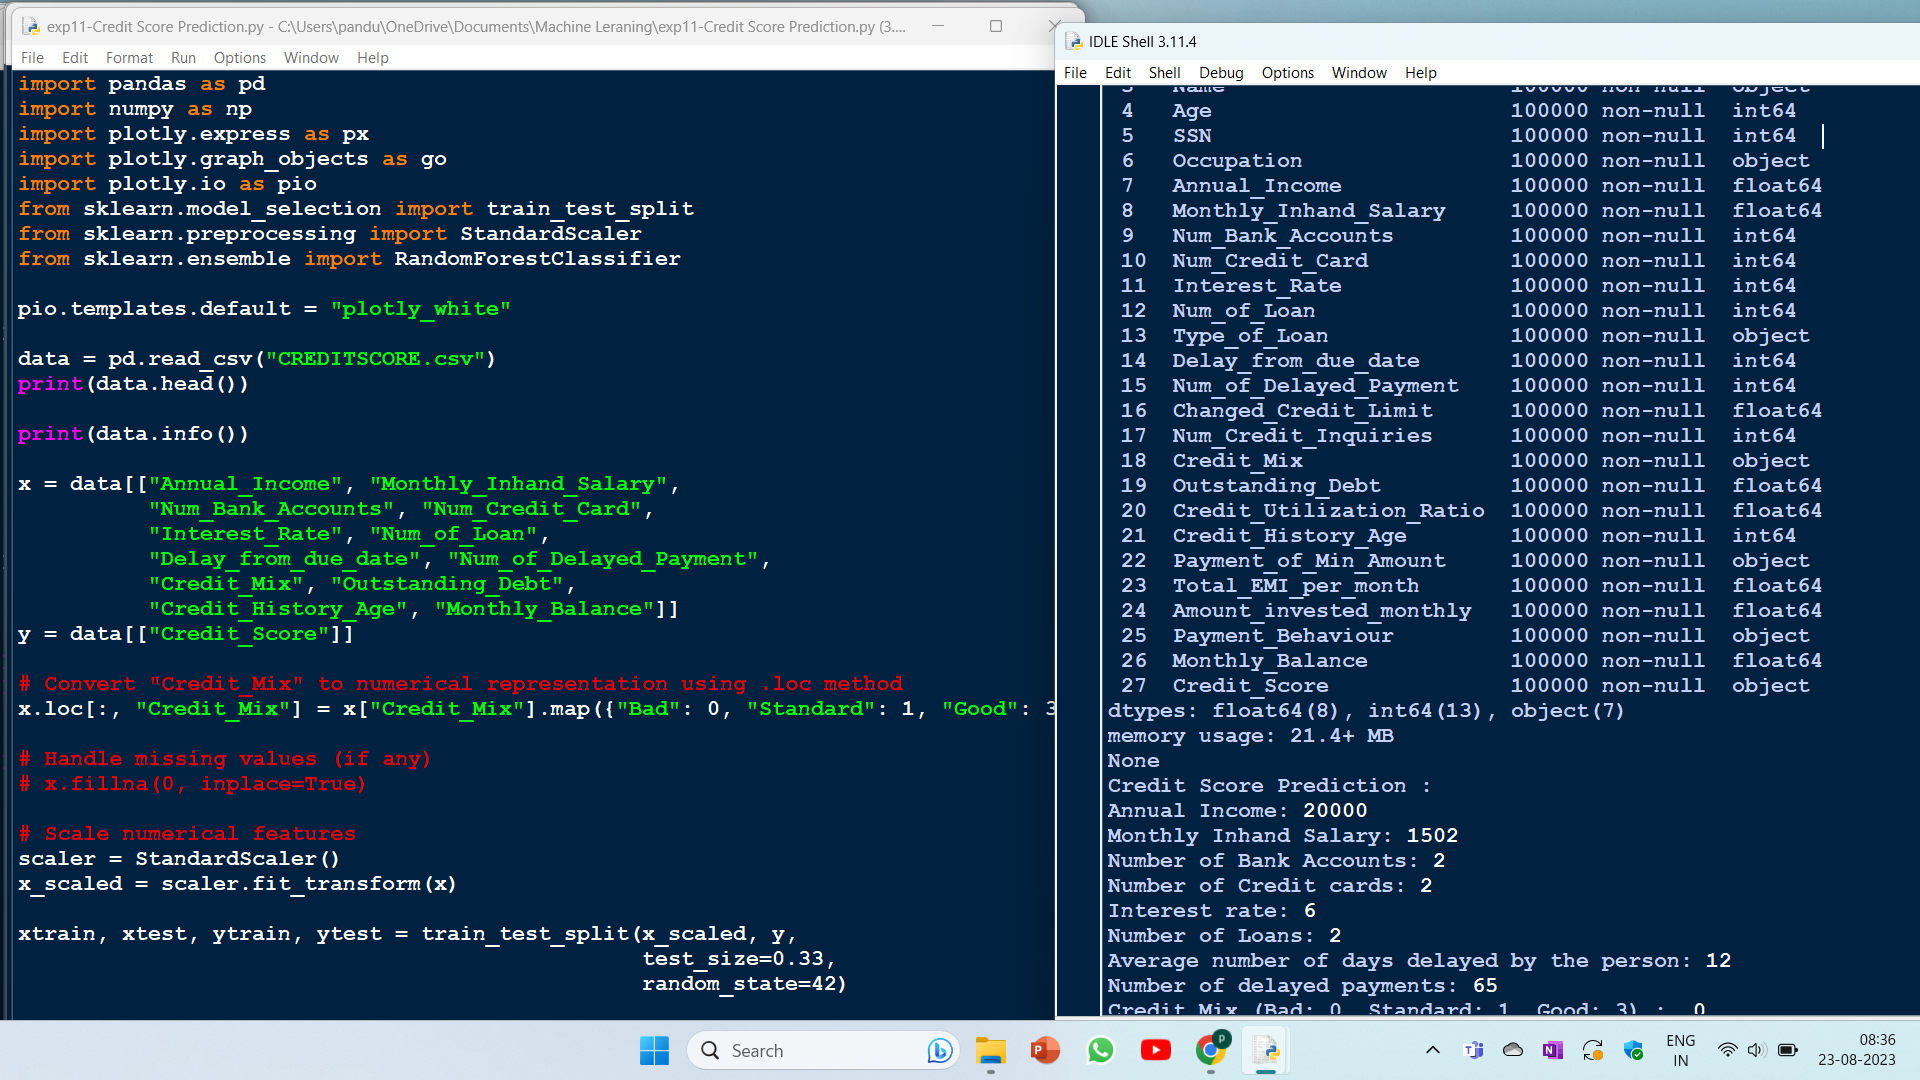 exp11-Credit Score Prediction.py - C:\Users\pandu\OneDrive\Documents\Machine Leraning\exp11-Credit Score Prediction.py (3....
File Edit Format Run Options Window Help
import pandas as pd
import numpy as np
import plotly.express as px
import plotly.graph_objects as go
import plotly.io as pio
from sklearn.model_selection import train_test_split
from sklearn.preprocessing import StandardScaler
from sklearn.ensemble import RandomForestClassifier
pio.templates.default = "plotly_white"
data = pd.read_csv("CREDITSCORE.csv")
print(data.head())
print(data.info())
x = data[["Annual_Income", "Monthly_Inhand_Salary",
"Num_Bank_Accounts", "Num_Credit_Card",
"Interest_Rate", "Num_of_Loan",
"Delay_from_due_date", "Num_of_Delayed_Payment",
"Credit_Mix", "Outstanding_Debt",
"Credit_History_Age", "Monthly_Balance"]]
y = data[["Credit_Score"]]
# Convert "Credit_Mix" to numerical representation using .loc method
x.loc[:, "Credit_Mix"] = x["Credit_Mix"].map({"Bad": 0, "Standard": 1, "Good": 3
# Handle missing values (if any)
# x.fillna(0, inplace=True)
# Scale numerical features
scaler = StandardScaler()
x_scaled = scaler.fit_transform(x)
xtrain, xtest, ytrain, ytest = train_test_split(x_scaled, y,
test_size=0.33,
random_state=42)
IDLE Shell 3.11.4
File Edit Shell Debug Options Window Help
3 Name 100000 non-null object
4 Age 100000 non-null int64
5 SSN 100000 non-null int64
6 Occupation 100000 non-null object
7 Annual_Income 100000 non-null float64
8 Monthly_Inhand_Salary 100000 non-null float64
9 Num_Bank_Accounts 100000 non-null int64
10 Num_Credit_Card 100000 non-null int64
11 Interest_Rate 100000 non-null int64
12 Num_of_Loan 100000 non-null int64
13 Type_of_Loan 100000 non-null object
14 Delay_from_due_date 100000 non-null int64
15 Num_of_Delayed_Payment 100000 non-null int64
16 Changed_Credit_Limit 100000 non-null float64
17 Num_Credit_Inquiries 100000 non-null int64
18 Credit_Mix 100000 non-null object
19 Outstanding_Debt 100000 non-null float64
20 Credit_Utilization_Ratio 100000 non-null float64
21 Credit_History_Age 100000 non-null int64
22 Payment_of_Min_Amount 100000 non-null object
23 Total_EMI_per_month 100000 non-null float64
24 Amount_invested_monthly 100000 non-null float64
25 Payment_Behaviour 100000 non-null object
26 Monthly_Balance 100000 non-null float64
27 Credit_Score 100000 non-null object
dtypes: float64(8), int64(13), object(7)
memory usage: 21.4+ MB
None
Credit Score Prediction :
Annual Income: 20000
Monthly Inhand Salary: 1502
Number of Bank Accounts: 2
Number of Credit cards: 2
Interest rate: 6
Number of Loans: 2
Average number of days delayed by the person: 12
Number of delayed payments: 65
Credit Mix (Bad: 0, Standard: 1, Good: 3) : 0
Search
ENG
IN
08:36
23-08-2023